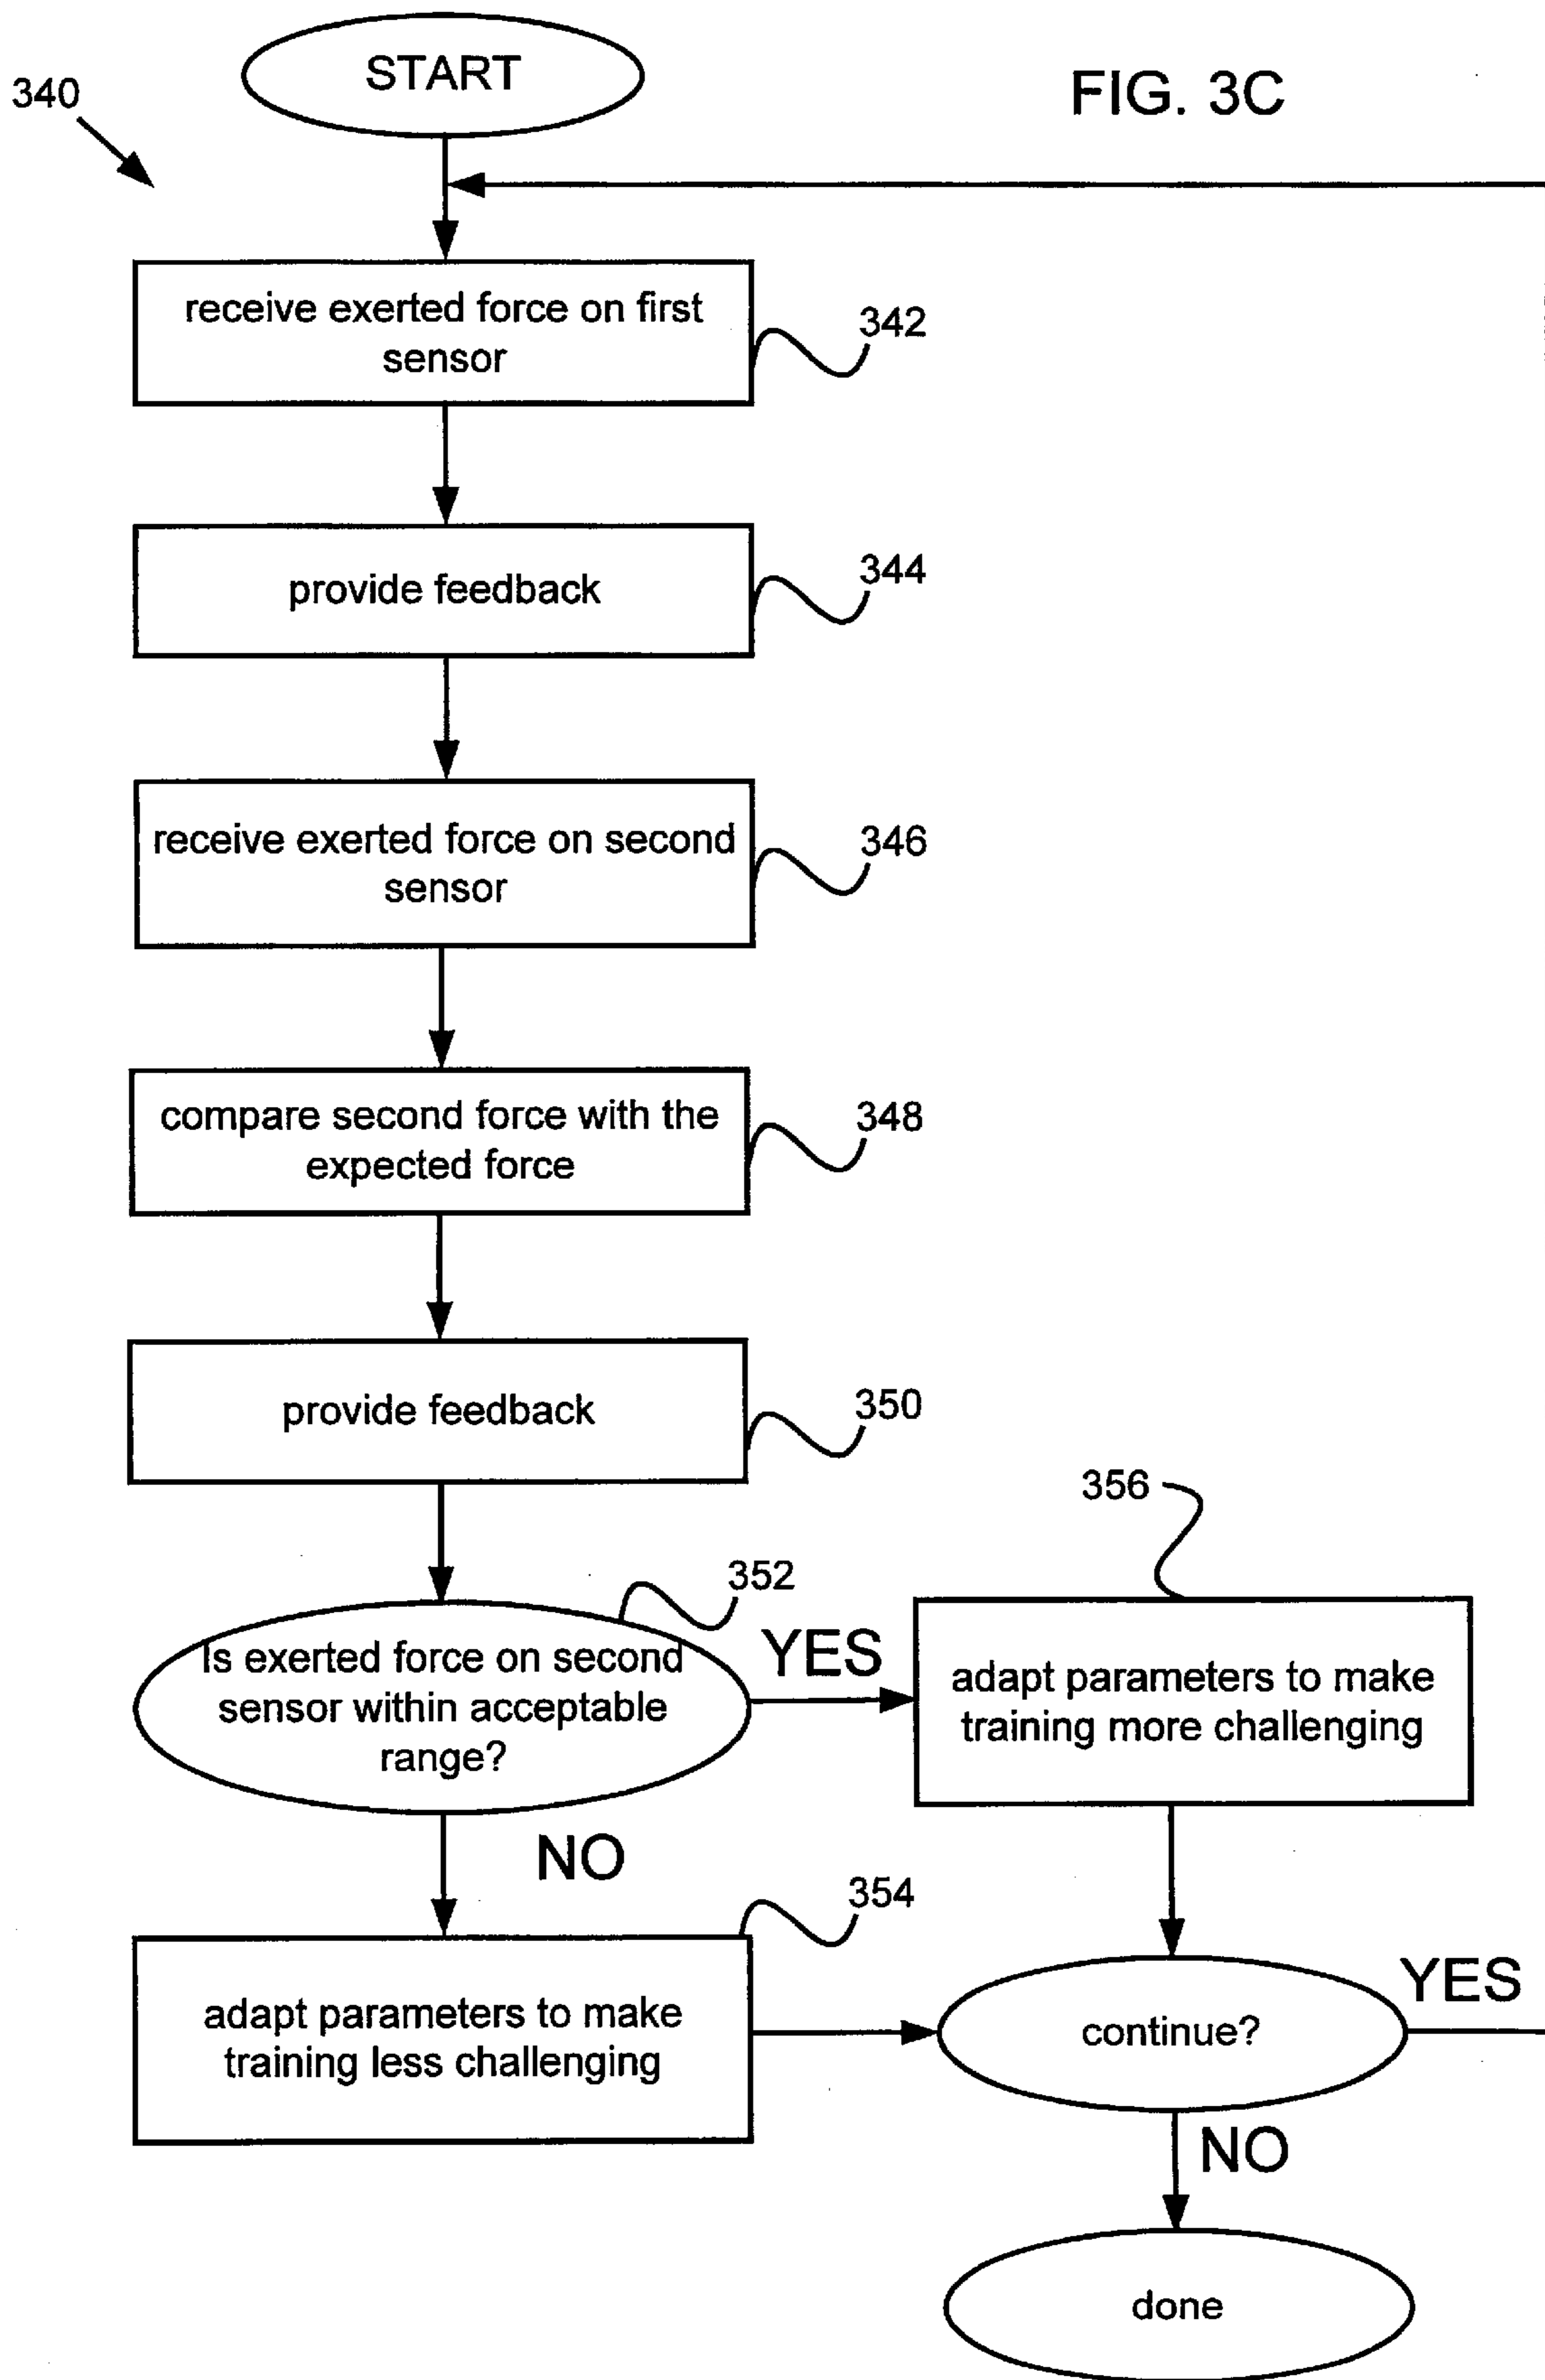 START
FIG. 3C
340
receive exerted force on first
sensor
342
provide feedback
344
receive exerted force on second
sensor
346
compare second force with the
expected force
348
provide feedback
350
356
352
Is exerted force on second
sensor within acceptable
range?
YES
adapt parameters to make
training more challenging
NO
354
adapt parameters to make
training less challenging
continue?
YES
NO
done